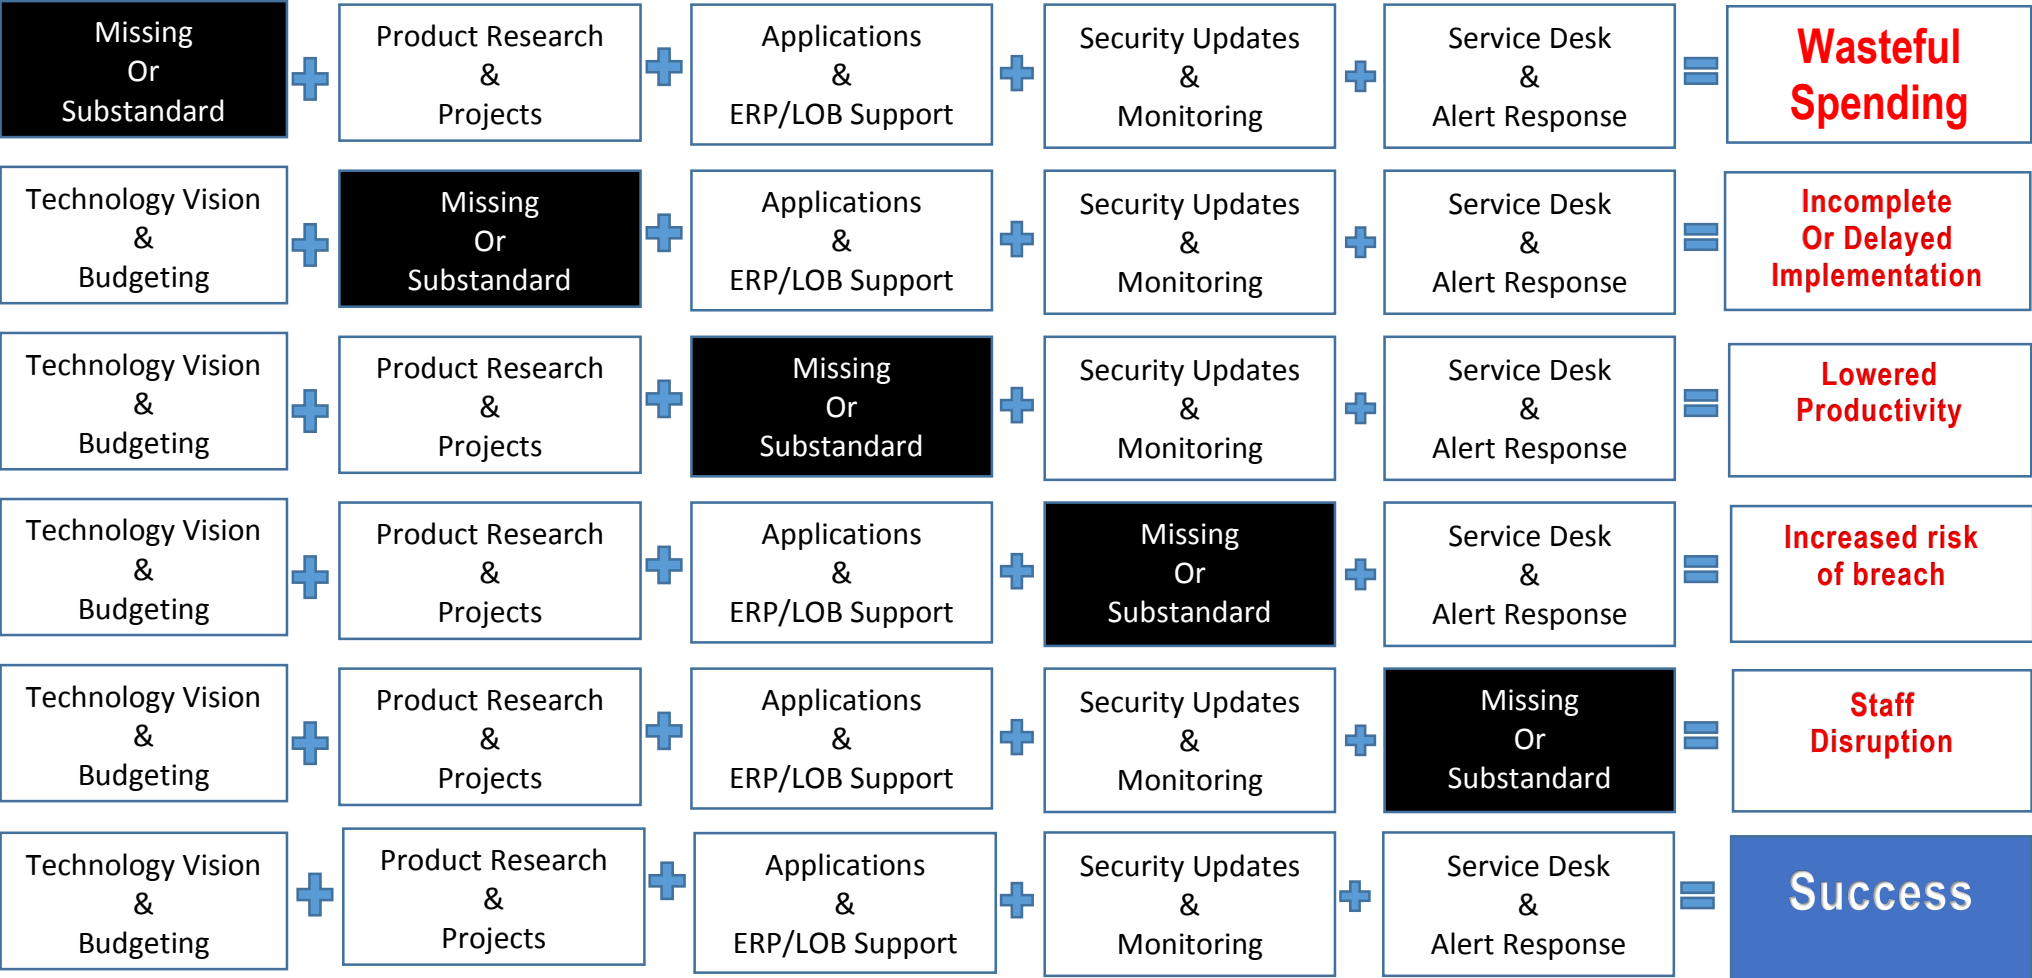 Missing
Or
Substandard
Product Research
&
Projects
Applications
&
ERP/LOB Support
Security Updates
&
Monitoring
Service Desk
&
Alert Response
Wasteful
Spending
Technology Vision
&
Budgeting
Missing
Or
Substandard
Applications
&
ERP/LOB Support
Security Updates
&
Monitoring
Service Desk
&
Alert Response
Incomplete
Or Delayed
Implementation
Technology Vision
&
Budgeting
Product Research
&
Projects
Missing
Or
Substandard
Security Updates
&
Monitoring
Service Desk
&
Alert Response
Lowered
Productivity
Technology Vision
&
Budgeting
Product Research
&
Projects
Applications
&
ERP/LOB Support
Missing
Or
Substandard
Service Desk
&
Alert Response
Increased risk
of breach
Technology Vision
&
Budgeting
Product Research
&
Projects
Applications
&
ERP/LOB Support
Security Updates
&
Monitoring
Missing
Or
Substandard
Staff
Disruption
Technology Vision
&
Budgeting
Product Research
&
Projects
Applications
&
ERP/LOB Support
Security Updates
&
Monitoring
Service Desk
&
Alert Response
Success